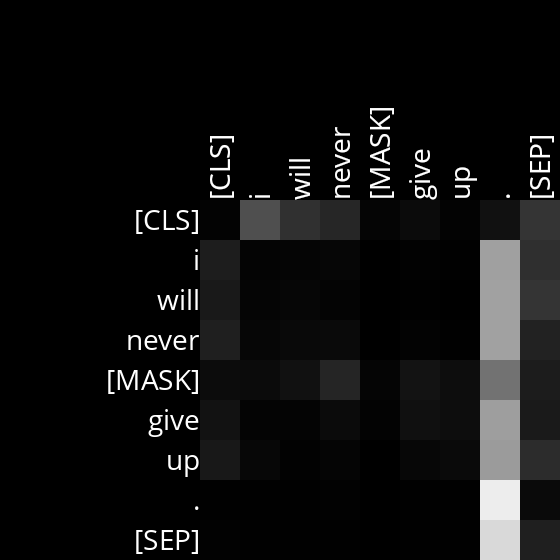 [CLS] i will never [MASK] give up . [SEP]
[CLS]
i
will
never
[MASK]
give
up
.
[SEP]